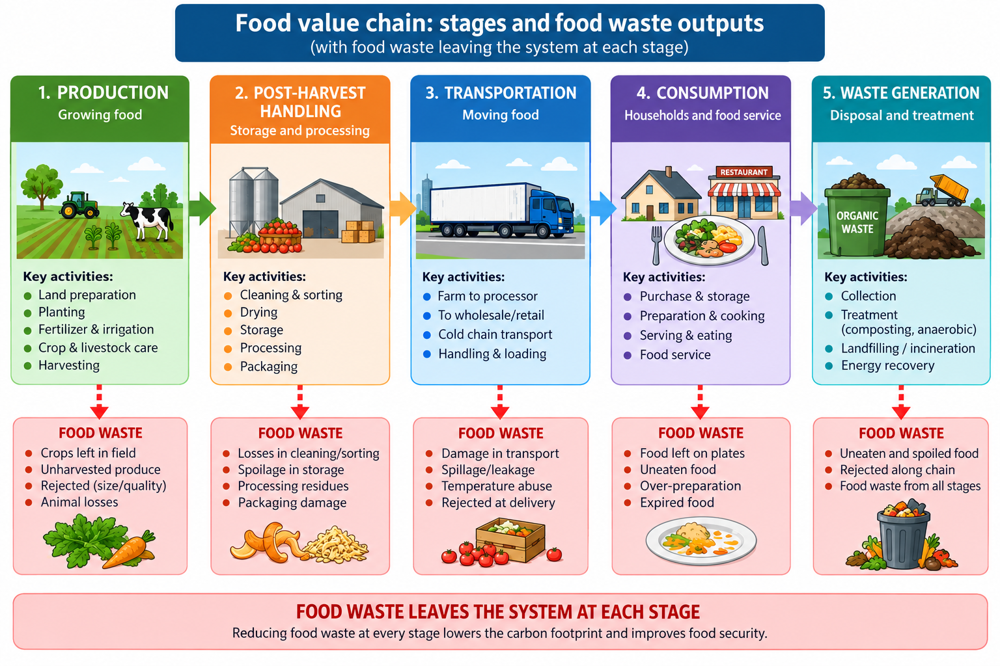 Food value chain: stages and food waste outputs
(with food waste leaving the system at each stage)
1. PRODUCTION
Growing food
Key activities:
Land preparation
Planting
Fertilizer & irrigation
Crop & livestock care
Harvesting
2. POST-HARVEST
HANDLING
Storage and processing
Key activities:
Cleaning & sorting
Drying
Storage
Processing
Packaging
3. TRANSPORTATION
Moving food
Key activities:
Farm to processor
To wholesale/retail
Cold chain transport
Handling & loading
4. CONSUMPTION
Households and food service
RESTAURANT
Key activities:
Purchase & storage
Preparation & cooking
Serving & eating
Food service
5. WASTE GENERATION
Disposal and treatment
ORGANIC
WASTE
Key activities:
Collection
Treatment
(composting, anaerobic)
Landfilling / incineration
Energy recovery
FOOD WASTE
Crops left in field
Unharvested produce
Rejected (size/quality)
Animal losses
FOOD WASTE
Losses in cleaning/sorting
Spoilage in storage
Processing residues
Packaging damage
FOOD WASTE
Damage in transport
Spillage/leakage
Temperature abuse
Rejected at delivery
FOOD WASTE
Food left on plates
Uneaten food
Over-preparation
Expired food
FOOD WASTE
Uneaten and spoiled food
Rejected along chain
Food waste from all stages
FOOD WASTE LEAVES THE SYSTEM AT EACH STAGE
Reducing food waste at every stage lowers the carbon footprint and improves food security.